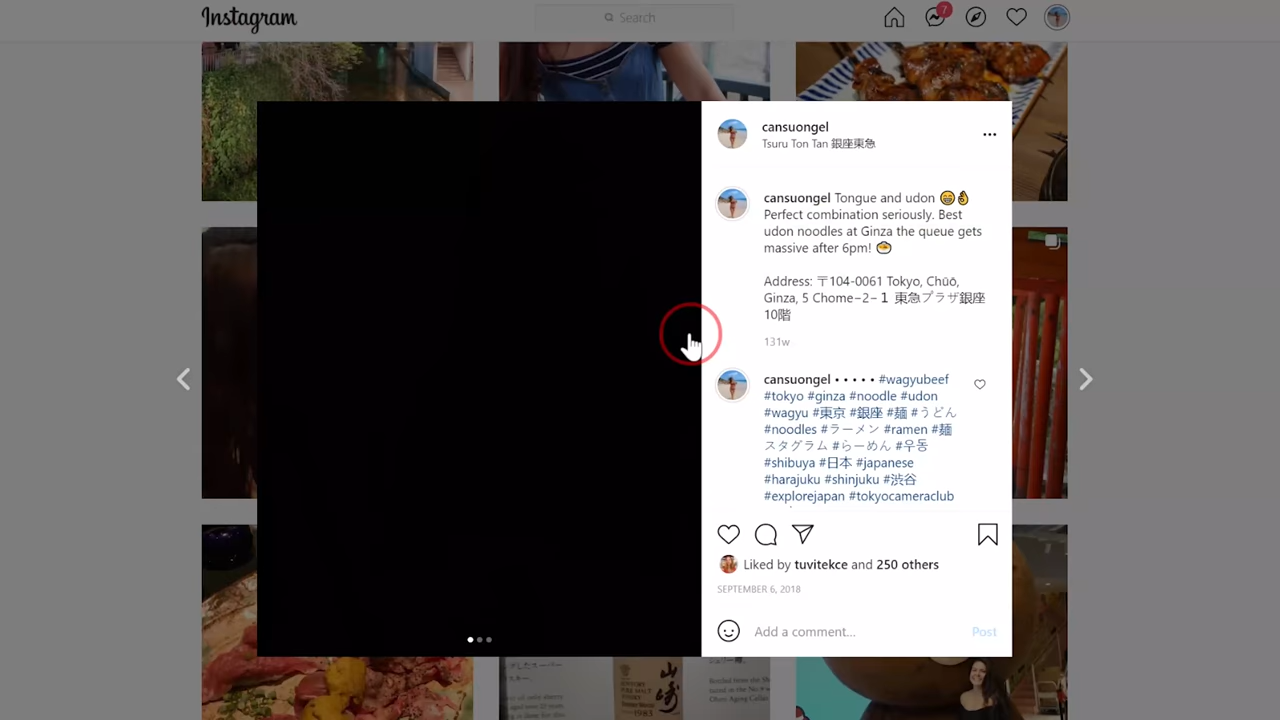 Instagram
Search
7
cansuongel
Tsuru Ton Tan 銀座東急
cansuongel Tongue and udon 😁👌
Perfect combination seriously. Best
udon noodles at Ginza the queue gets
massive after 6pm! 🍜
Address: 〒104-0061 Tokyo, Chūō,
Ginza, 5 Chome−2−１ 東急プラザ銀座
10階
131w
cansuongel • • • • • #wagyubeef
#tokyo #ginza #noodle #udon
#wagyu #東京 #銀座 #麺 #うどん
#noodles #ラーメン #ramen #麺
スタグラム #らーめん #우동
#shibuya #日本 #japanese
#harajuku #shinjuku #渋谷
#explorejapan #tokyocameraclub
Liked by tuvitekce and 250 others
SEPTEMBER 6, 2018
Add a comment...
Post
山崎